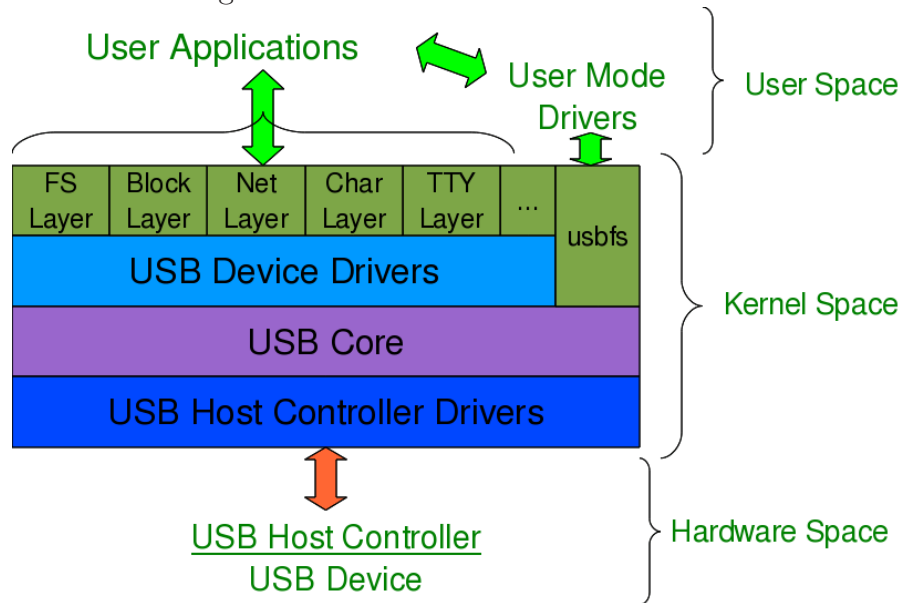 User Applications
User Mode
Drivers
User Space
FS
Layer
Block
Layer
Net
Layer
Char
Layer
TTY
Layer
...
usbfs
USB Device Drivers
Kernel Space
USB Core
USB Host Controller Drivers
USB Host Controller
USB Device
Hardware Space